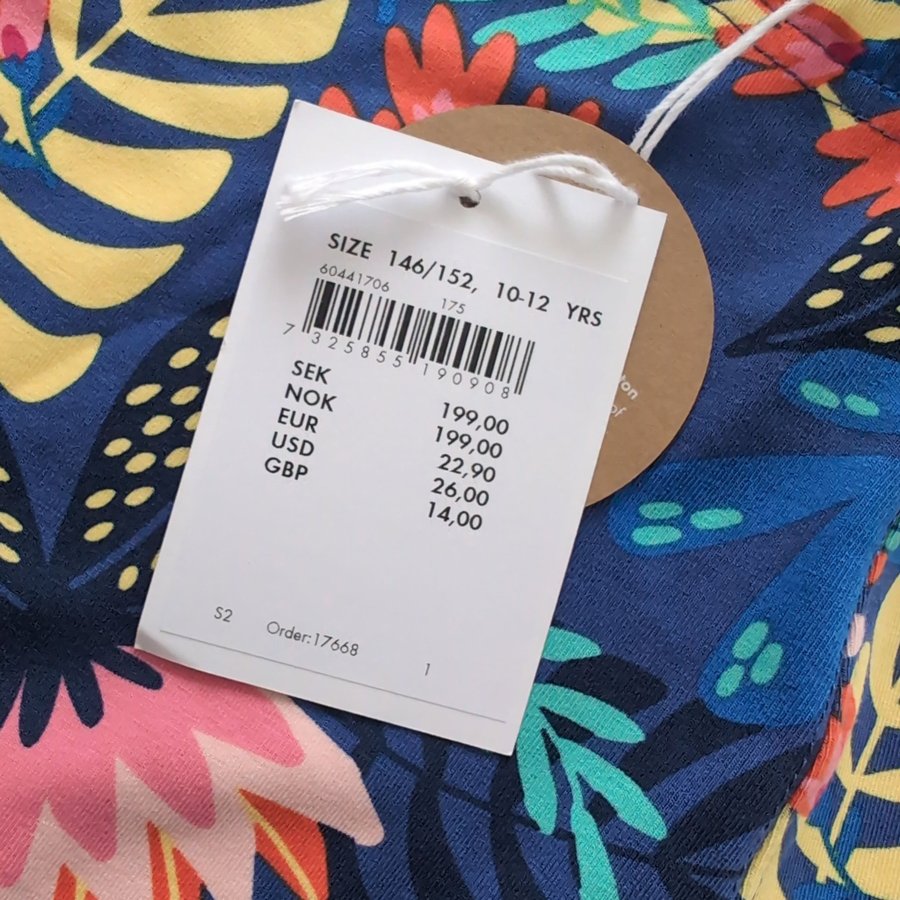 SIZE 146/152, 10-12 YRS
60441706 175
7 325855 190908
SEK 199,00
NOK 199,00
EUR 22,90
USD 26,00
GBP 14,00
S2 Order:17668 1
of